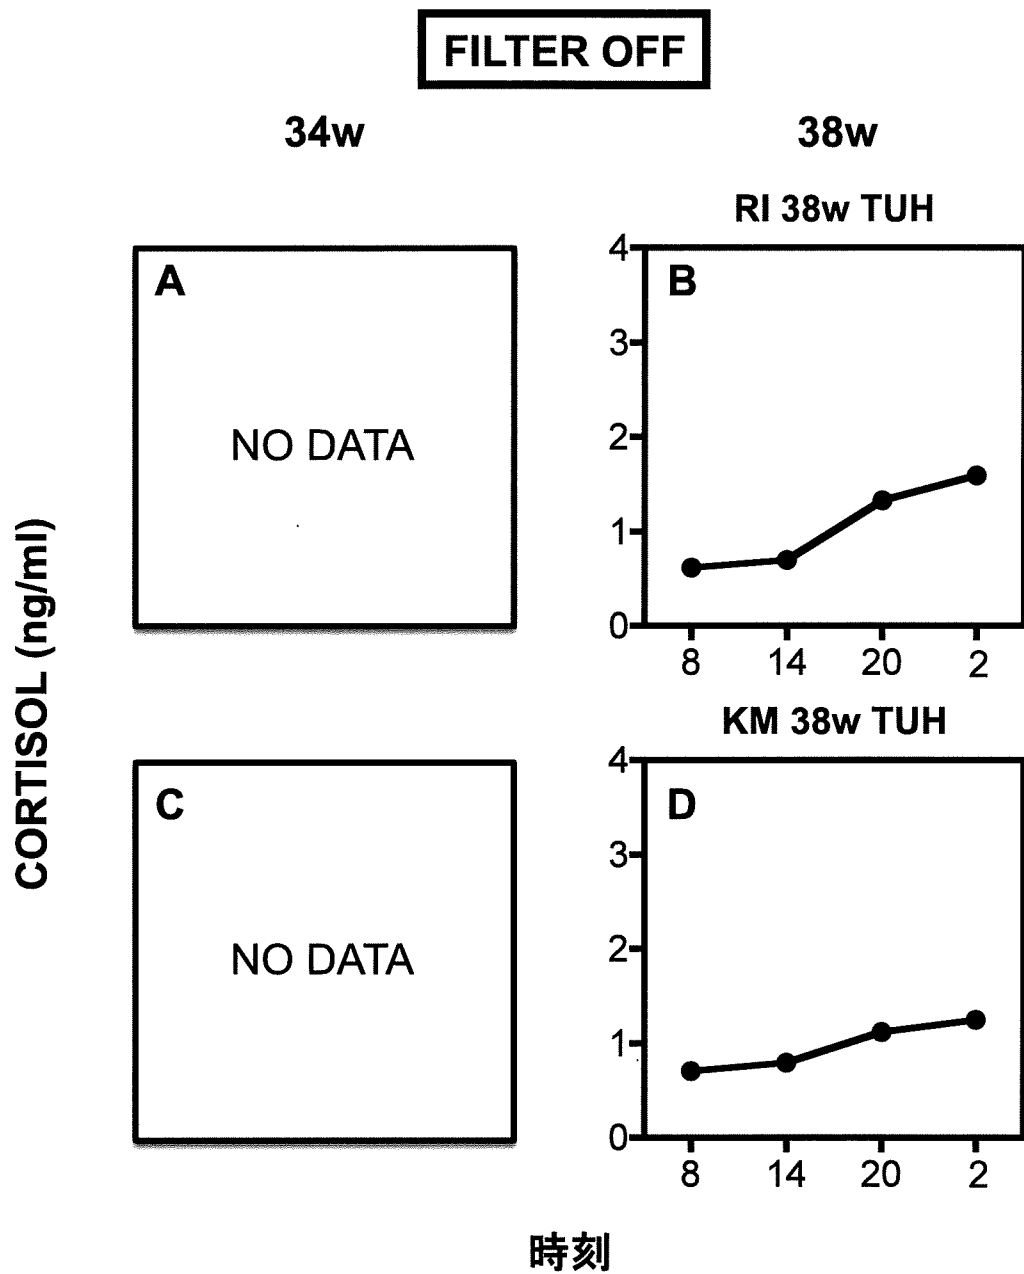 FILTER OFF
34w
38w
RI 38w TUH
A
NO DATA
B
4
3
2
1
0
8 14 20 2
KM 38w TUH
C
NO DATA
D
4
3
2
1
0
8 14 20 2
CORTISOL (ng/ml)
時刻